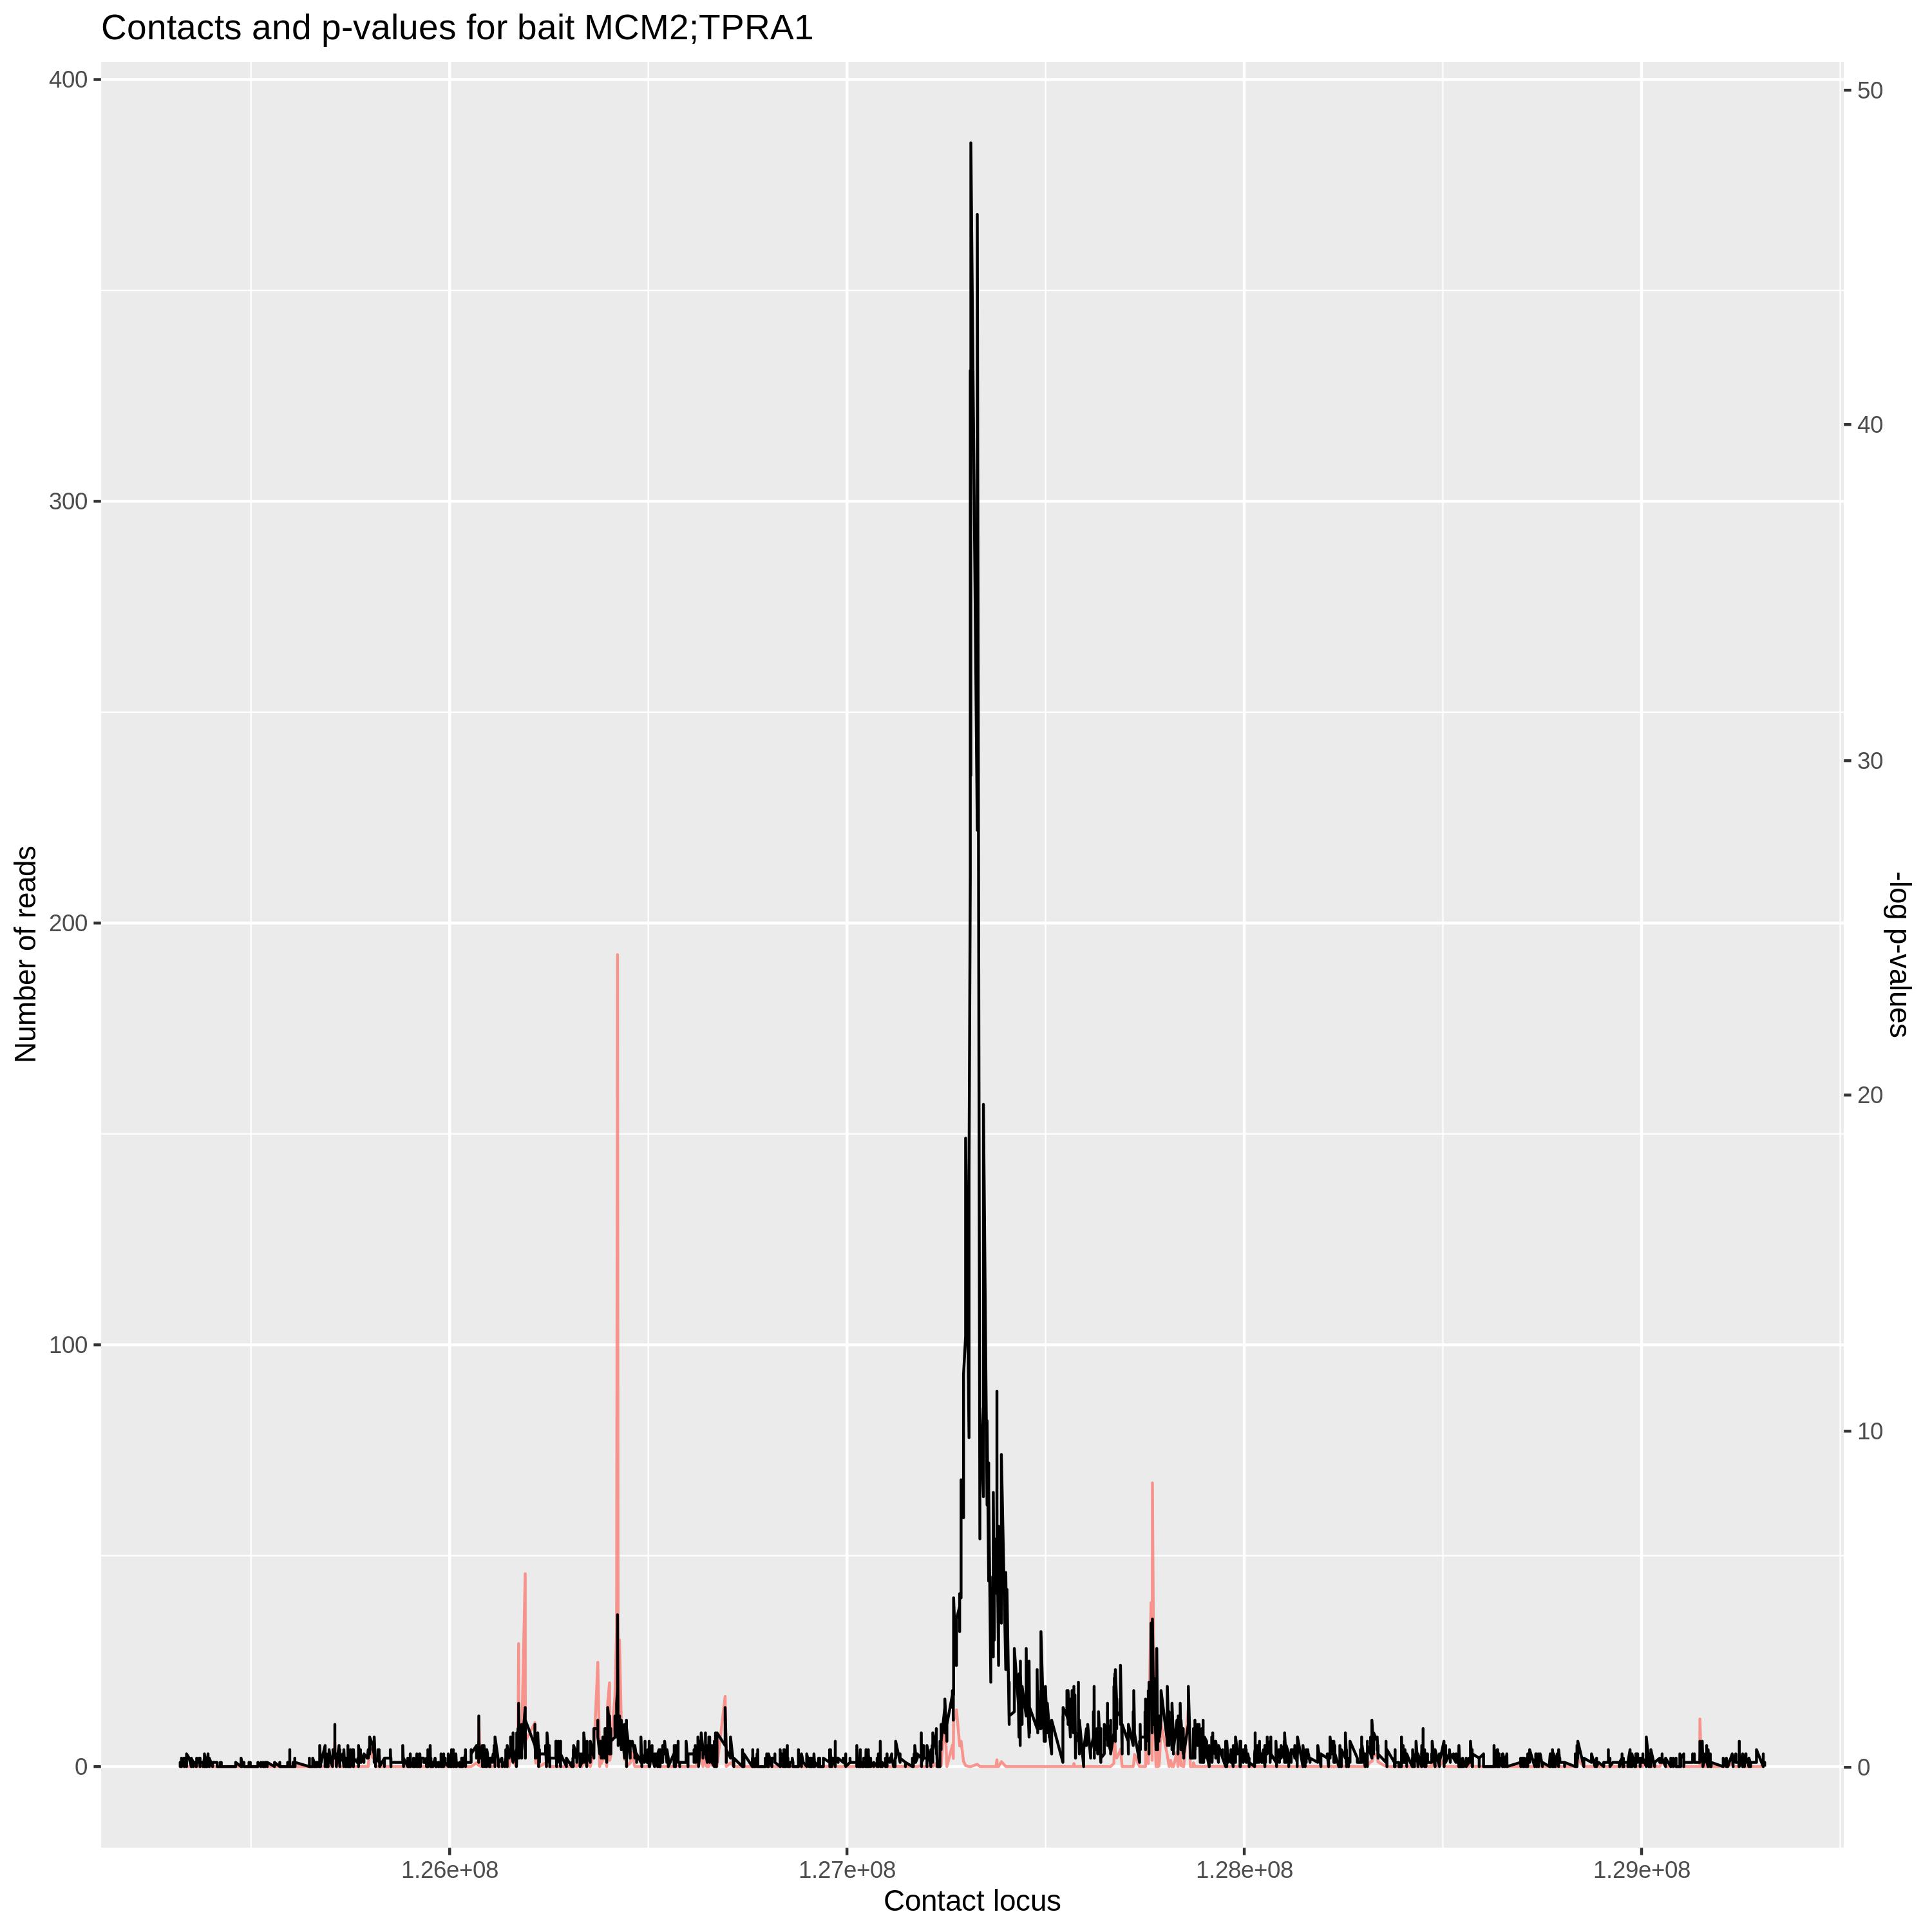 Contacts and p-values for bait MCM2;TPRA1
400
300
200
100
0
Number of reads
50
40
30
20
10
0
-log p-values
1.26e+08
1.27e+08
1.28e+08
1.29e+08
Contact locus